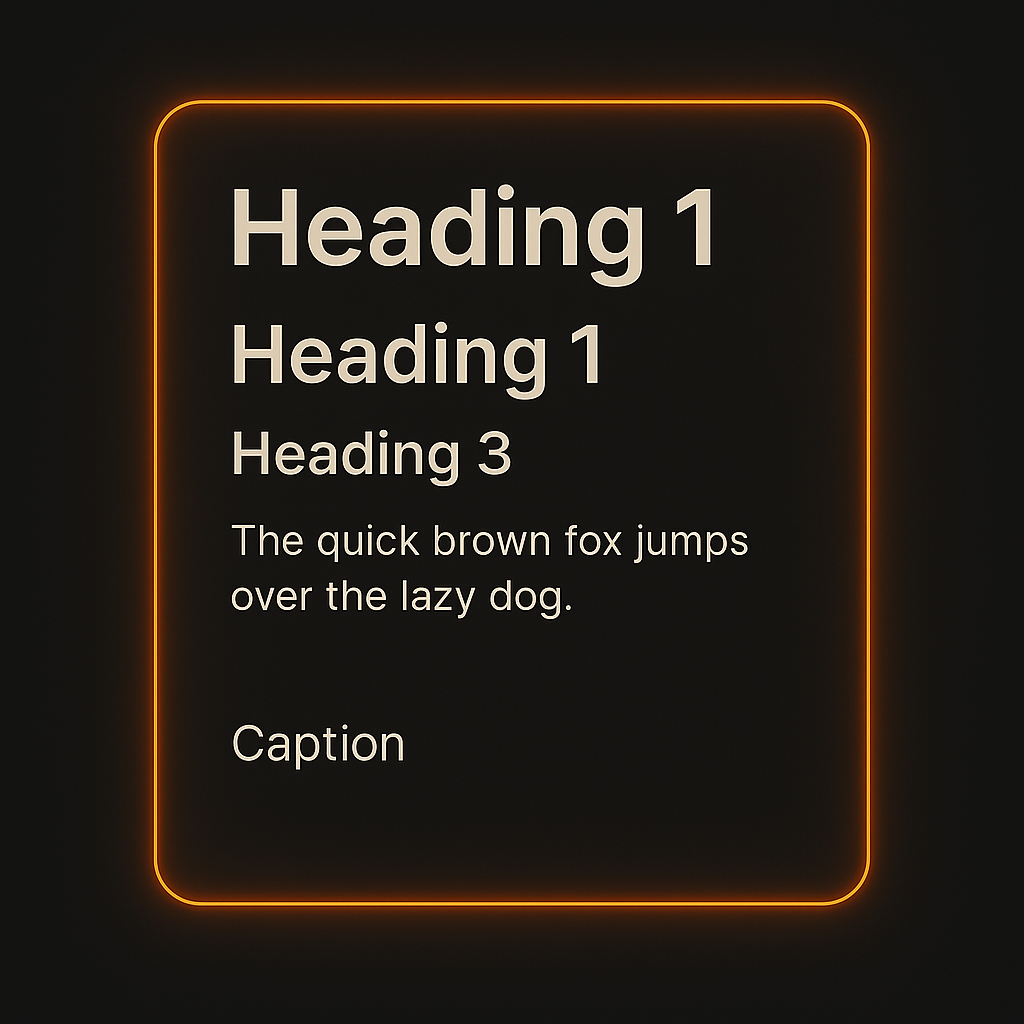 Heading 1
Heading 1
Heading 3
The quick brown fox jumps
over the lazy dog.
Caption